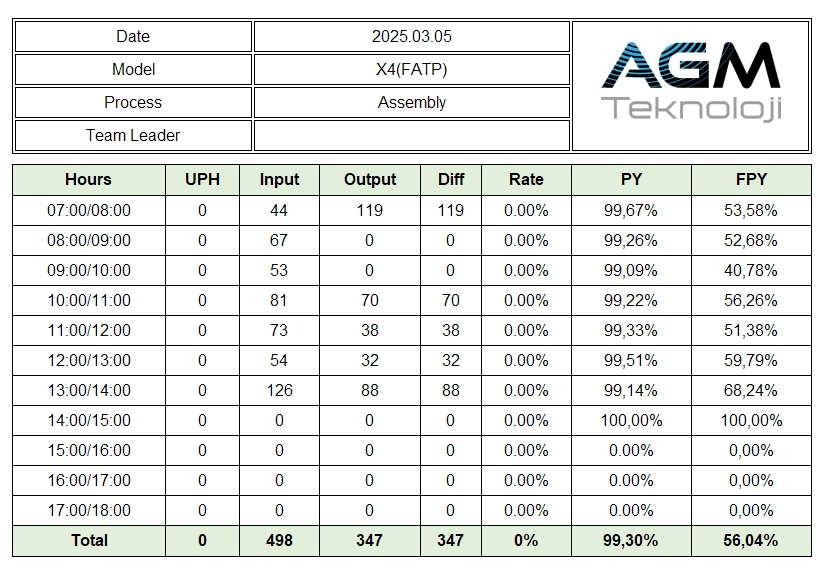 Date 2025.03.05
Model X4(FATP)
Process Assembly
Team Leader
AGM
Teknoloji
Hours UPH Input Output Diff Rate PY FPY
07:00/08:00 0 44 119 119 0.00% 99,67% 53,58%
08:00/09:00 0 67 0 0 0.00% 99,26% 52,68%
09:00/10:00 0 53 0 0 0.00% 99,09% 40,78%
10:00/11:00 0 81 70 70 0.00% 99,22% 56,26%
11:00/12:00 0 73 38 38 0.00% 99,33% 51,38%
12:00/13:00 0 54 32 32 0.00% 99,51% 59,79%
13:00/14:00 0 126 88 88 0.00% 99,14% 68,24%
14:00/15:00 0 0 0 0 0.00% 100,00% 100,00%
15:00/16:00 0 0 0 0 0.00% 0.00% 0,00%
16:00/17:00 0 0 0 0 0.00% 0.00% 0,00%
17:00/18:00 0 0 0 0 0.00% 0.00% 0,00%
Total 0 498 347 347 0% 99,30% 56,04%